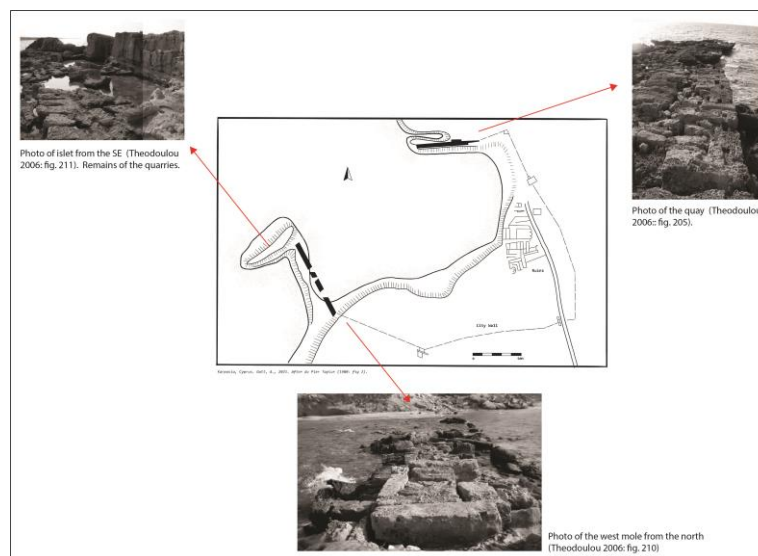 Photo of islet from the SE (Theodoulou
2006: fig. 211). Remains of the quarries.
Photo of the quay (Theodoulou
2006:: fig. 205).
Ruins
City Wall
Photo of the west mole from the north
(Theodoulou 2006: fig. 210)